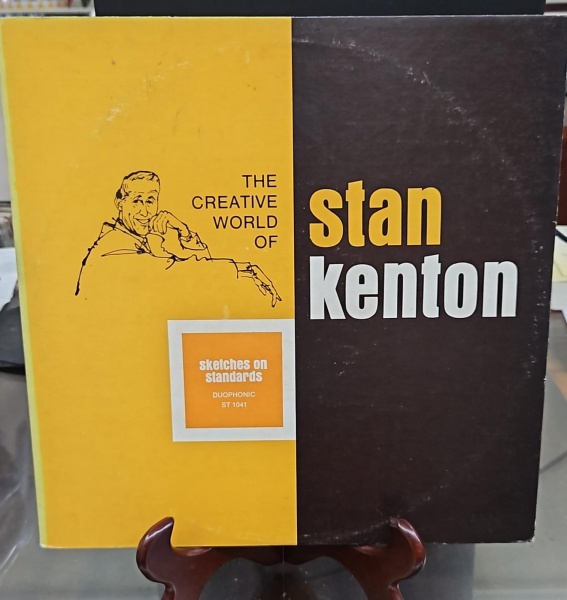 THE
CREATIVE
WORLD
OF
stan
kenton
sketches on
standards
DUOPHONIC
ST 1041